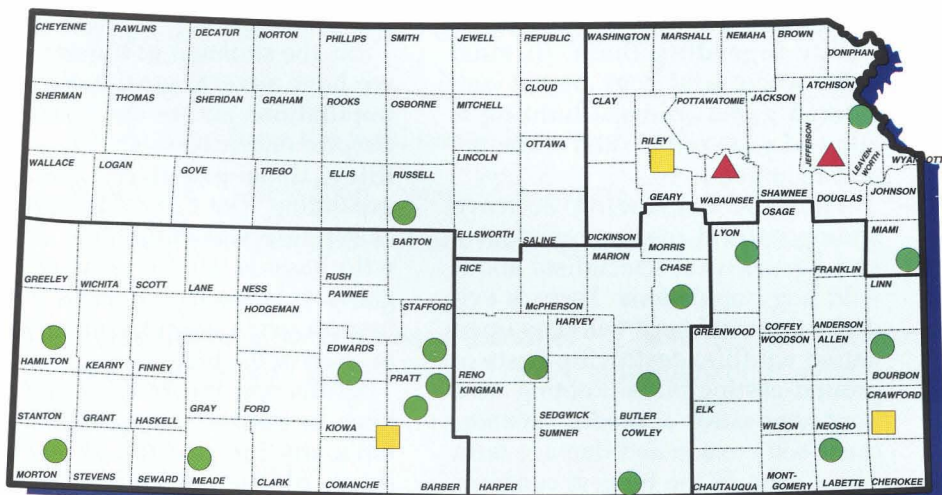 CHEYENNE
RAWLINS
DECATUR
NORTON
PHILLIPS
SMITH
JEWELL
REPUBLIC
WASHINGTON
MARSHALL
NEMAHA
BROWN
DONIPHAN
SHERMAN
THOMAS
SHERIDAN
GRAHAM
ROOKS
OSBORNE
MITCHELL
CLOUD
CLAY
RILEY
POTTAWATOMIE
JACKSON
ATCHISON
JEFFERSON
LEAVEN-
WORTH
WYANDOTT
WALLACE
LOGAN
GOVE
TREGO
ELLIS
RUSSELL
LINCOLN
OTTAWA
ELLSWORTH
SALINE
DICKINSON
GEARY
WABAUNSEE
SHAWNEE
DOUGLAS
JOHNSON
GREELEY
WICHITA
SCOTT
LANE
NESS
RUSH
BARTON
RICE
McPHERSON
MARION
MORRIS
CHASE
LYON
OSAGE
FRANKLIN
MIAMI
HODGEMAN
PAWNEE
STAFFORD
HARVEY
LINN
HAMILTON
KEARNY
FINNEY
EDWARDS
PRATT
RENO
GREENWOOD
COFFEY
ANDERSON
WOODSON
ALLEN
BOURBON
STANTON
GRANT
HASKELL
GRAY
FORD
KIOWA
KINGMAN
SEDGWICK
BUTLER
ELK
WILSON
NEOSHO
CRAWFORD
MORTON
STEVENS
SEWARD
MEADE
CLARK
COMANCHE
BARBER
HARPER
SUMNER
COWLEY
CHAUTAUQUA
MONT-
GOMERY
LABETTE
CHEROKEE